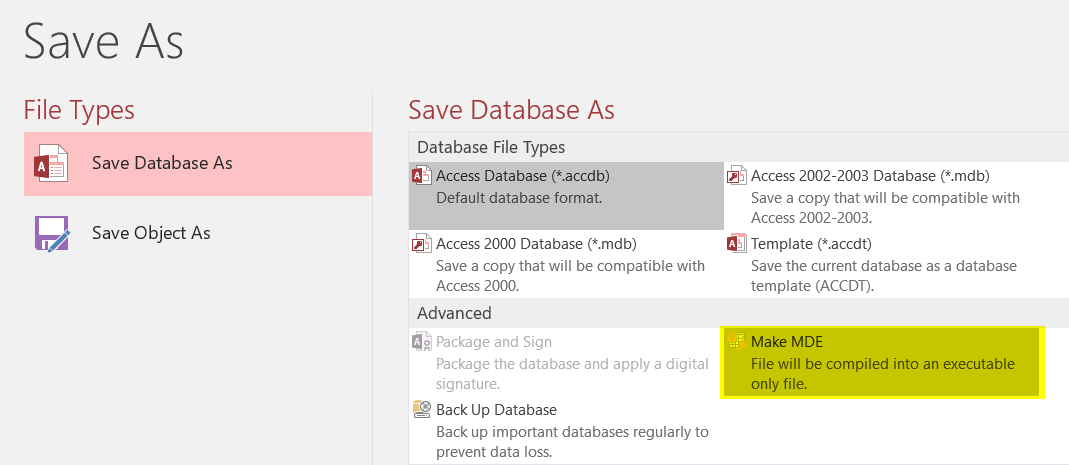 Save As
File Types
Save Database As
Save Object As
Save Database As
Database File Types
Access Database (*.accdb)
Default database format.
Access 2002-2003 Database (*.mdb)
Save a copy that will be compatible with
Access 2002-2003.
Access 2000 Database (*.mdb)
Save a copy that will be compatible with
Access 2000.
Template (*.accdt)
Save the current database as a database
template (ACCDT).
Advanced
Package and Sign
Package the database and apply a digital
signature.
Make MDE
File will be compiled into an executable
only file.
Back Up Database
Back up important databases regularly to
prevent data loss.